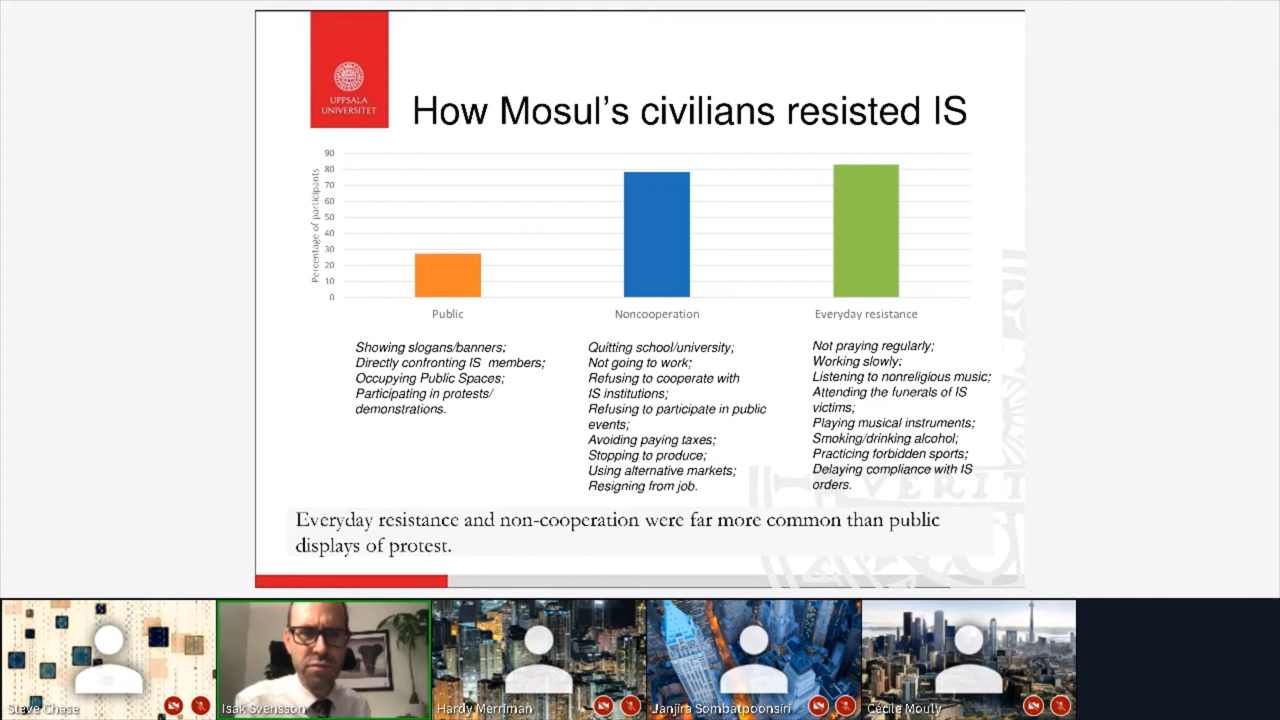 UPPSALA
UNIVERSITET
How Mosul's civilians resisted IS
Percentage of participants
90
80
70
60
50
40
30
20
10
0
Public
Noncooperation
Everyday resistance
Showing slogans/banners;
Directly confronting IS members;
Occupying Public Spaces;
Participating in protests/
demonstrations.
Quitting school/university;
Not going to work;
Refusing to cooperate with
IS institutions;
Refusing to participate in public
events;
Avoiding paying taxes;
Stopping to produce;
Using alternative markets;
Resigning from job.
Not praying regularly;
Working slowly;
Listening to nonreligious music;
Attending the funerals of IS
victims;
Playing musical instruments;
Smoking/drinking alcohol;
Practicing forbidden sports;
Delaying compliance with IS
orders.
Everyday resistance and non-cooperation were far more common than public
displays of protest.
Steve Chase
Isak Svensson
Hardy Merriman
Janjira Sombatpoonsiri
Cécile Mouly